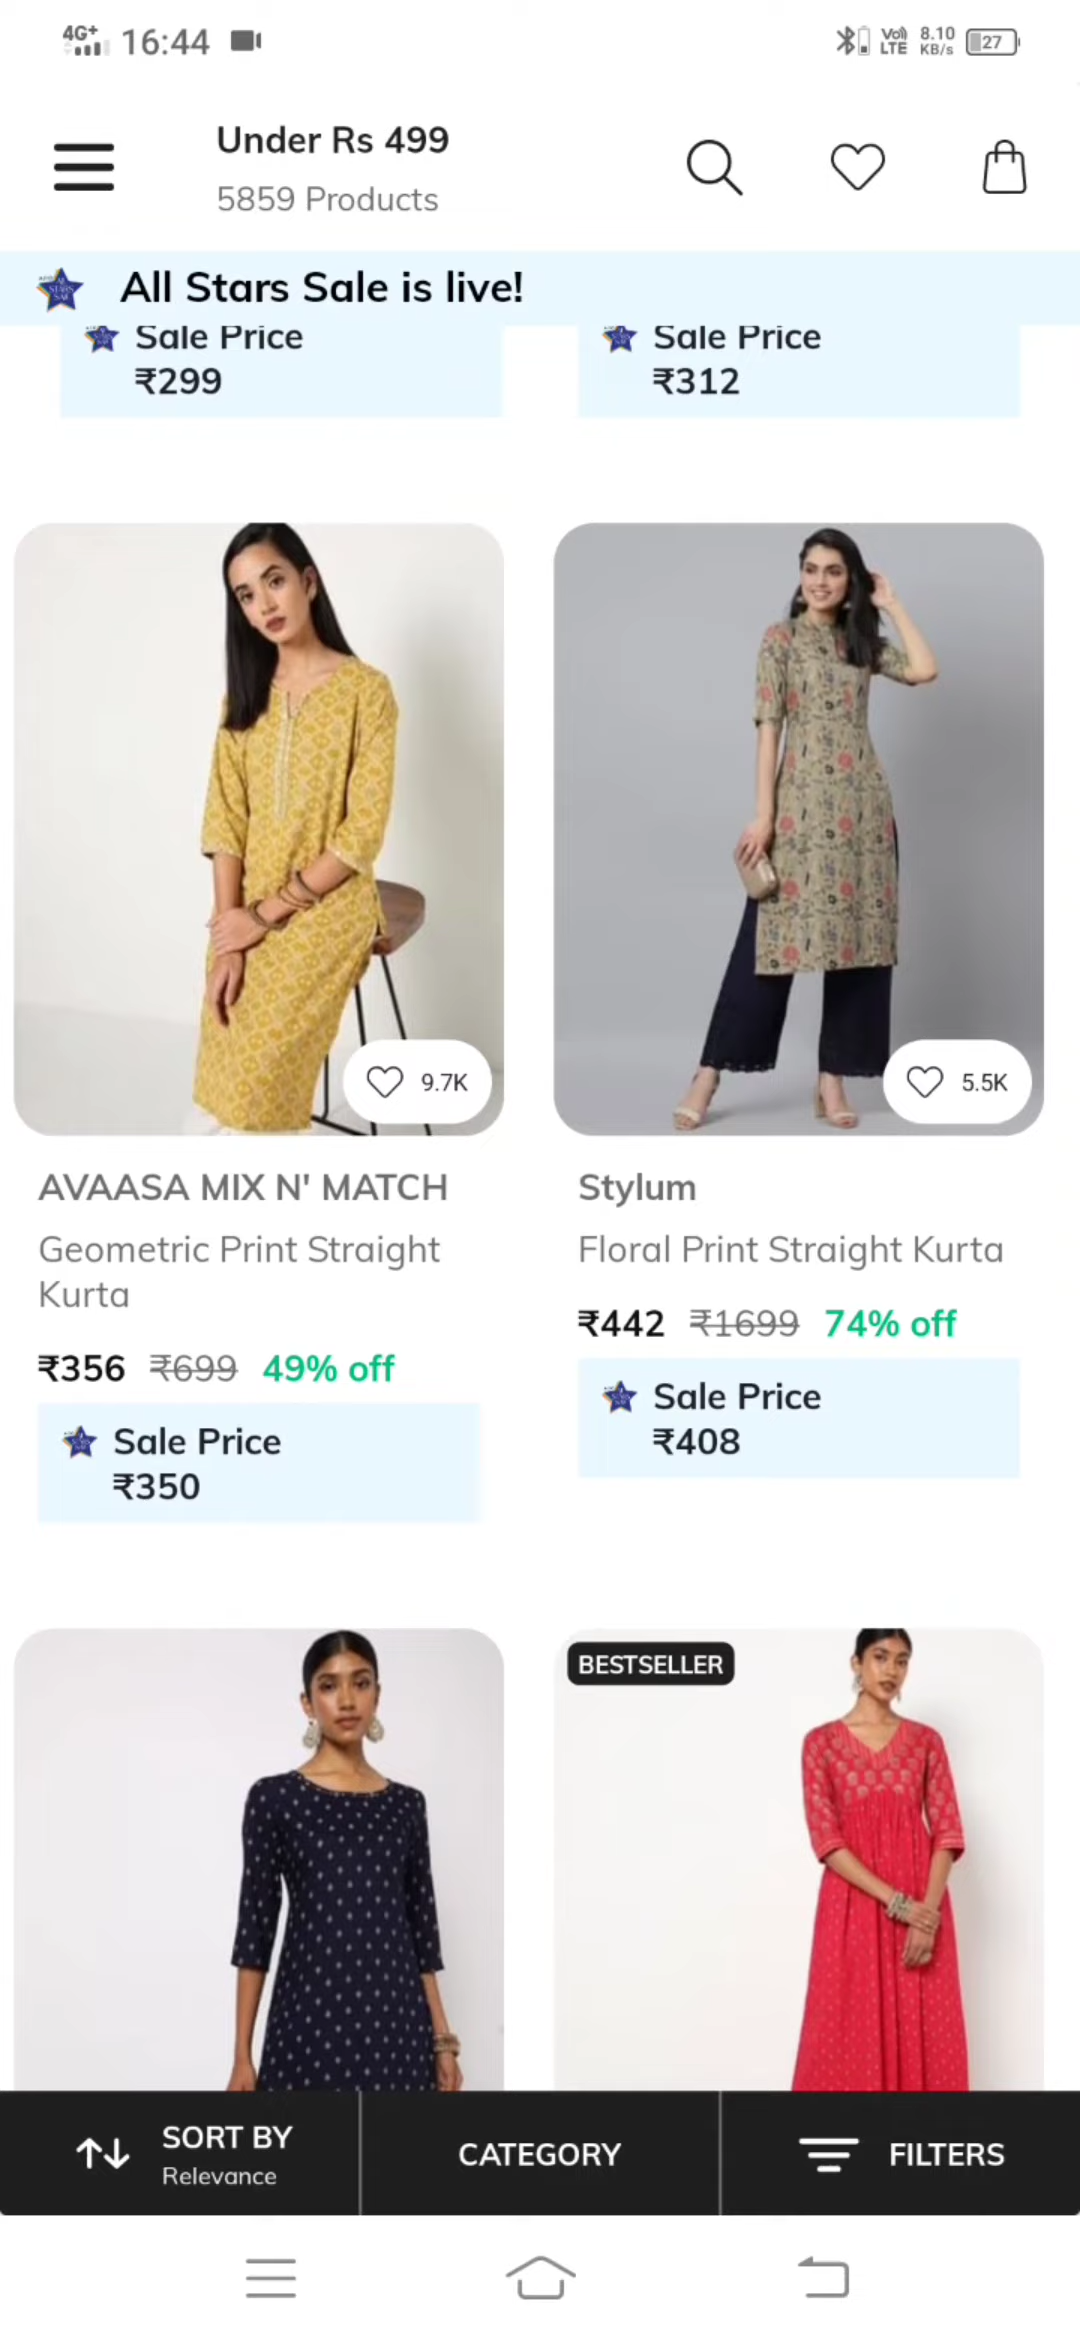 4G+ 16:44 Vo) LTE 8.10 KB/s 27
Under Rs 499
5859 Products
All Stars Sale is live!
Sale Price Sale Price
₹299 ₹312
9.7K 5.5K
AVAASA MIX N' MATCH
Geometric Print Straight
Kurta
₹356 ₹699 49% off
Sale Price
₹350
Stylum
Floral Print Straight Kurta
₹442 ₹1699 74% off
Sale Price
₹408
BESTSELLER
SORT BY
Relevance
CATEGORY
FILTERS